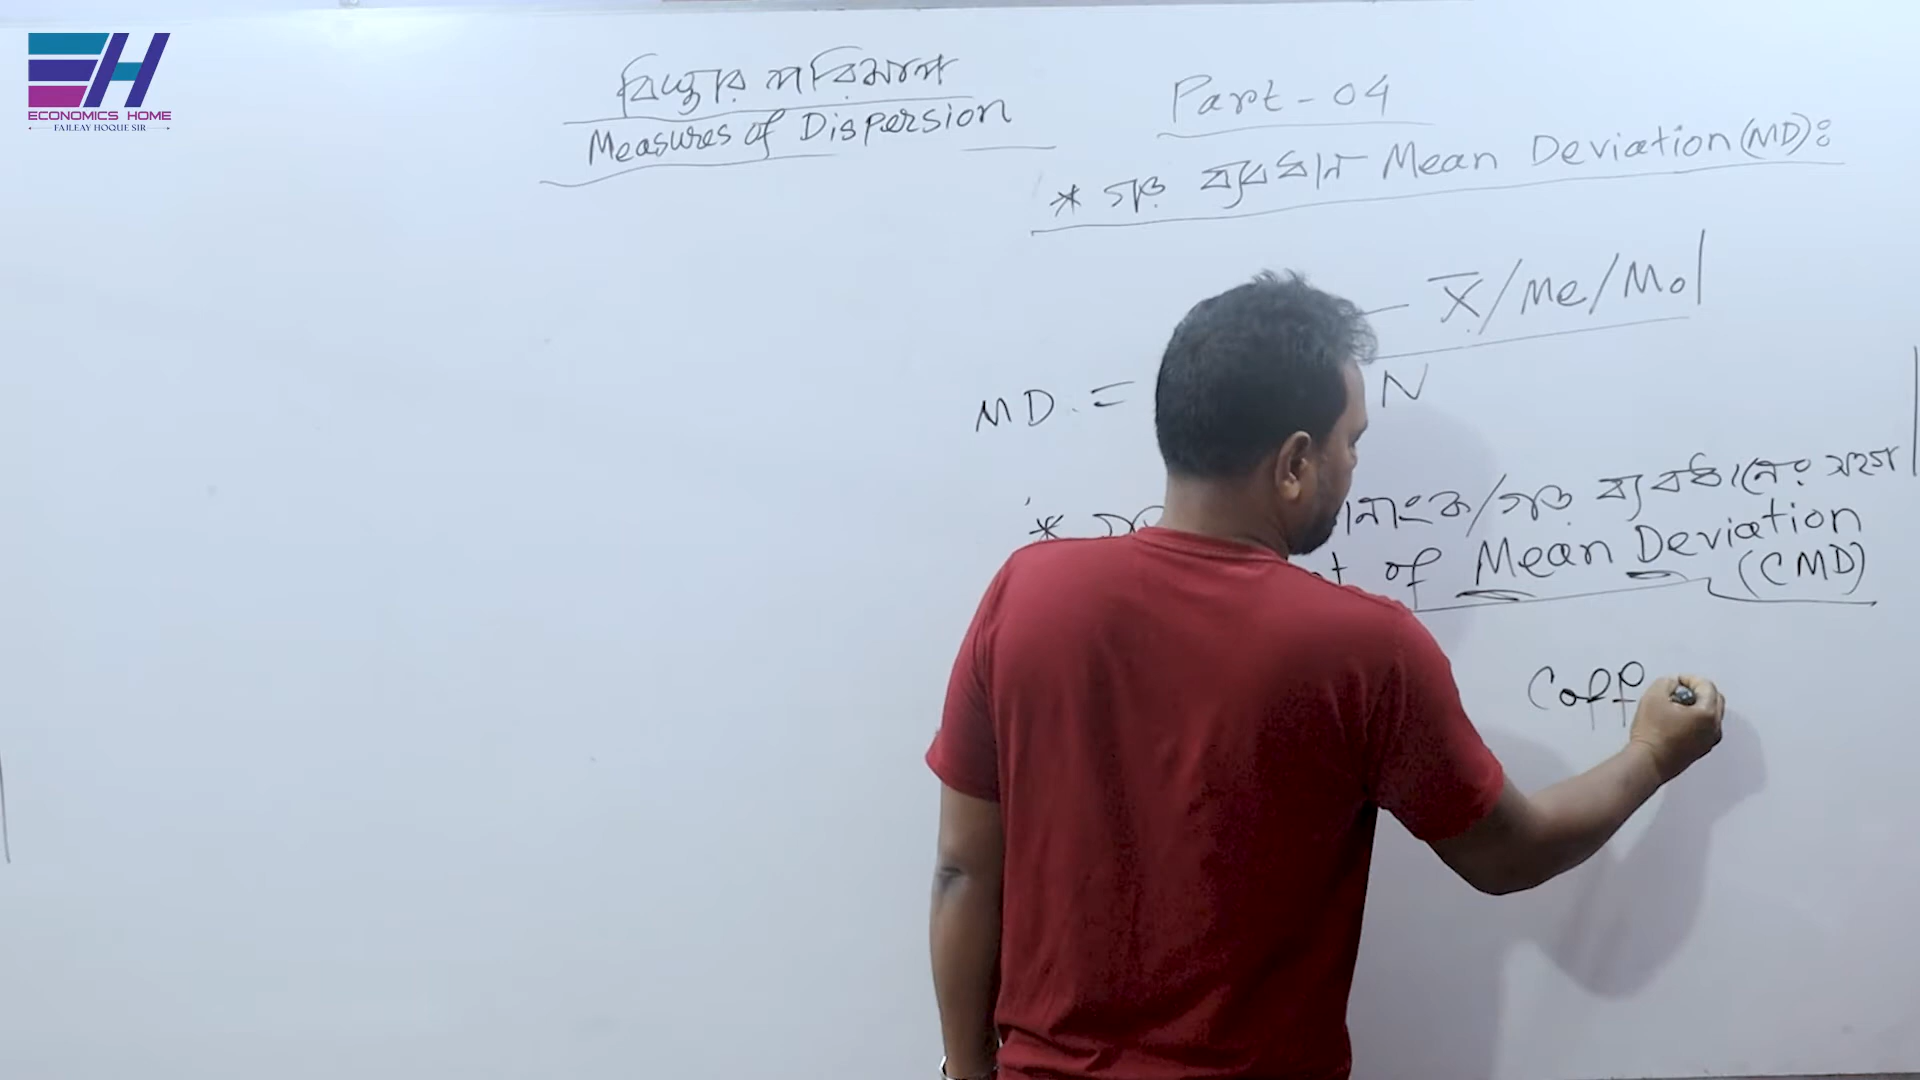 ECONOMICS HOME
FAILEAY HOQUE SIR
বিস্তার পরিমাপ
Measures of Dispersion
Part - 04
* গড় ব্যবধান Mean Deviation (MD):
— X̄/Me/Mo|
MD. =
N
* গড়
/গড় ব্যবধানের সহগ
of Mean Deviation
(CMD)
Coff